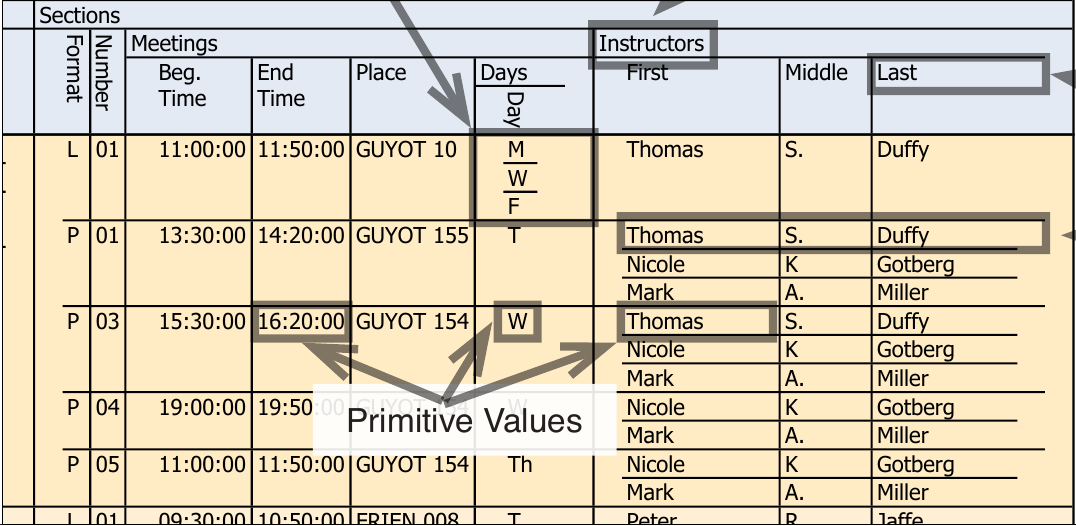 Sections
Format Number Meetings Instructors
Beg. Time End Time Place Days Day First Middle Last
L 01 11:00:00 11:50:00 GUYOT 10 M Thomas S. Duffy
W
F
P 01 13:30:00 14:20:00 GUYOT 155 T Thomas S. Duffy
Nicole K Gotberg
Mark A. Miller
P 03 15:30:00 16:20:00 GUYOT 154 W Thomas S. Duffy
Nicole K Gotberg
Mark A. Miller
P 04 19:00:00 19:50:00 GUYOT 154 W Nicole K Gotberg
Primitive Values
Mark A. Miller
P 05 11:00:00 11:50:00 GUYOT 154 Th Nicole K Gotberg
Mark A. Miller
L 01 09:30:00 10:50:00 FRIEN 008 T Peter R Jaffe